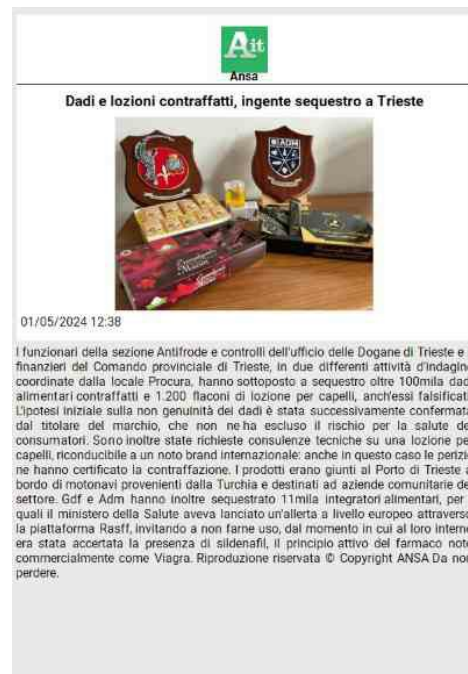 Ait
Ansa
Dadi e lozioni contraffatti, ingente sequestro a Trieste
ADM
01/05/2024 12:38
I funzionari della sezione Antifrode e controlli dell'ufficio delle Dogane di Trieste e
finanzieri del Comando provinciale di Trieste, in due differenti attività d'indagin
coordinate dalla locale Procura, hanno sottoposto a sequestro oltre 100mila dad
alimentari contraffatti e 1.200 flaconi di lozione per capelli, anch'essi falsificati
L'ipotesi iniziale sulla non genuinità dei dadi è stata successivamente confermata
dal titolare del marchio, che non ne ha escluso il rischio per la salute de
consumatori. Sono inoltre state richieste consulenze tecniche su una lozione pe
capelli, riconducibile a un noto brand internazionale: anche in questo caso le perizie
ne hanno certificato la contraffazione. I prodotti erano giunti al Porto di Trieste a
bordo di motonavi provenienti dalla Turchia e destinati ad aziende comunitarie de
settore. Gdf e Adm hanno inoltre sequestrato 11mila integratori alimentari, per
quali il ministero della Salute aveva lanciato un'allerta a livello europeo attraverso
la piattaforma Rasff, invitando a non farne uso, dal momento in cui al loro interno
era stata accertata la presenza di sildenafil, il principio attivo del farmaco noto
commercialmente come Viagra. Riproduzione riservata © Copyright ANSA Da non
perdere.